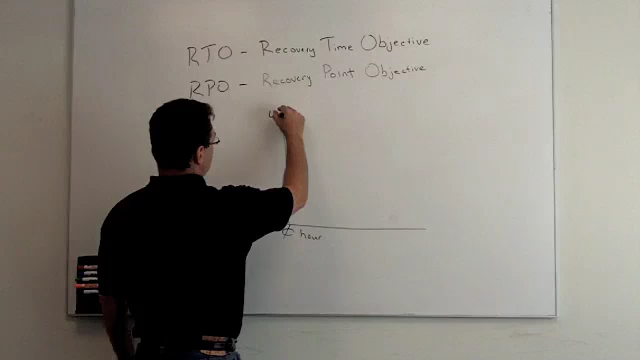 RTO - Recovery Time Objective
RPO - Recovery Point Objective
hour